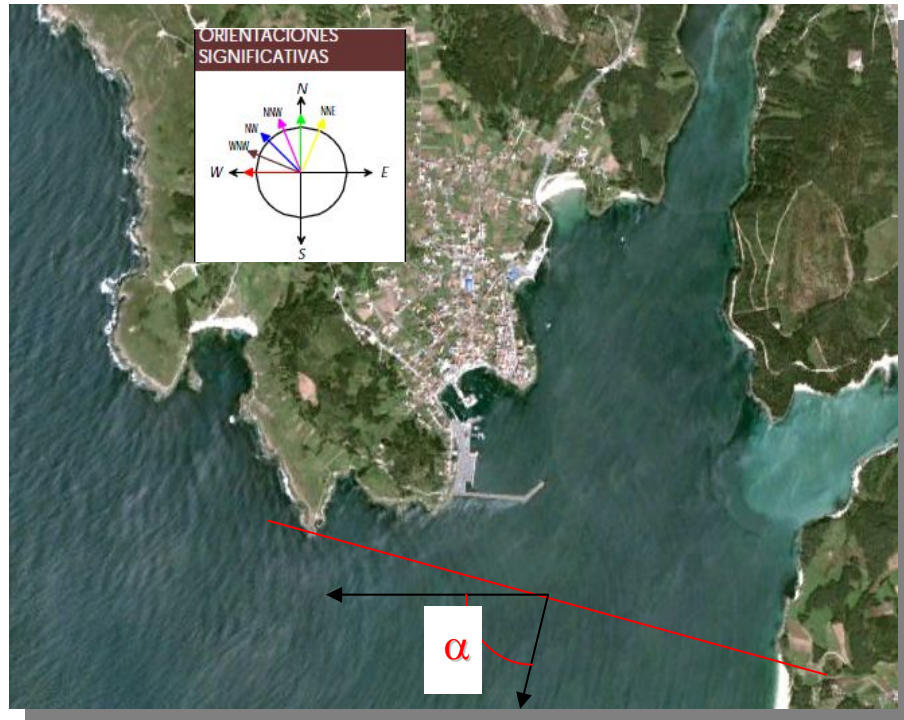 ORIENTACIONES
SIGNIFICATIVAS
N
NNW
NNE
NW
WNW
W
E
S
α